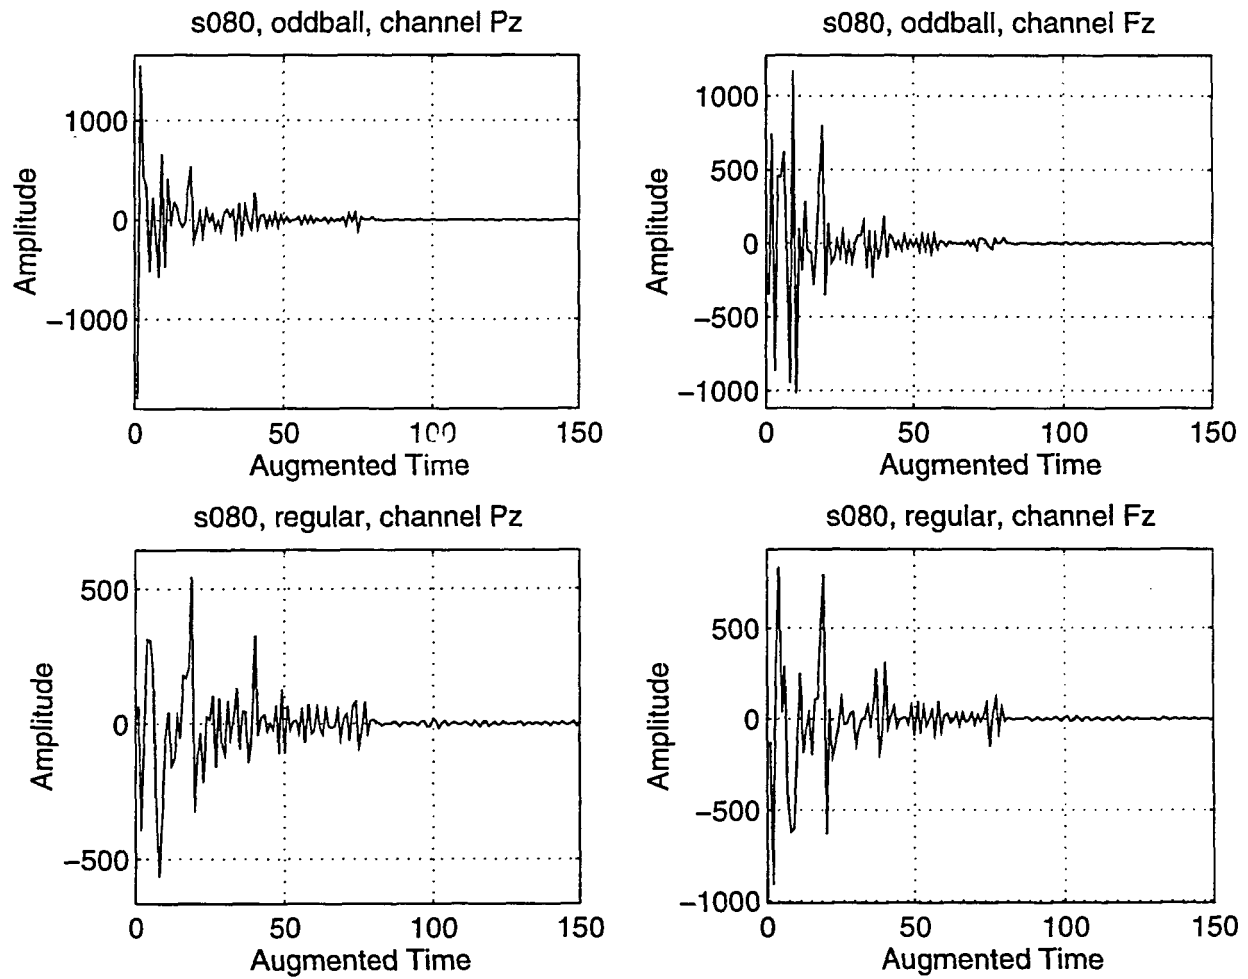 s080, oddball, channel Pz
1000
0
−1000
Amplitude
0
50
100
150
Augmented Time
s080, oddball, channel Fz
1000
500
0
−500
−1000
Amplitude
0
50
100
150
Augmented Time
s080, regular, channel Pz
500
0
−500
Amplitude
0
50
100
150
Augmented Time
s080, regular, channel Fz
500
0
−500
−1000
Amplitude
0
50
100
150
Augmented Time